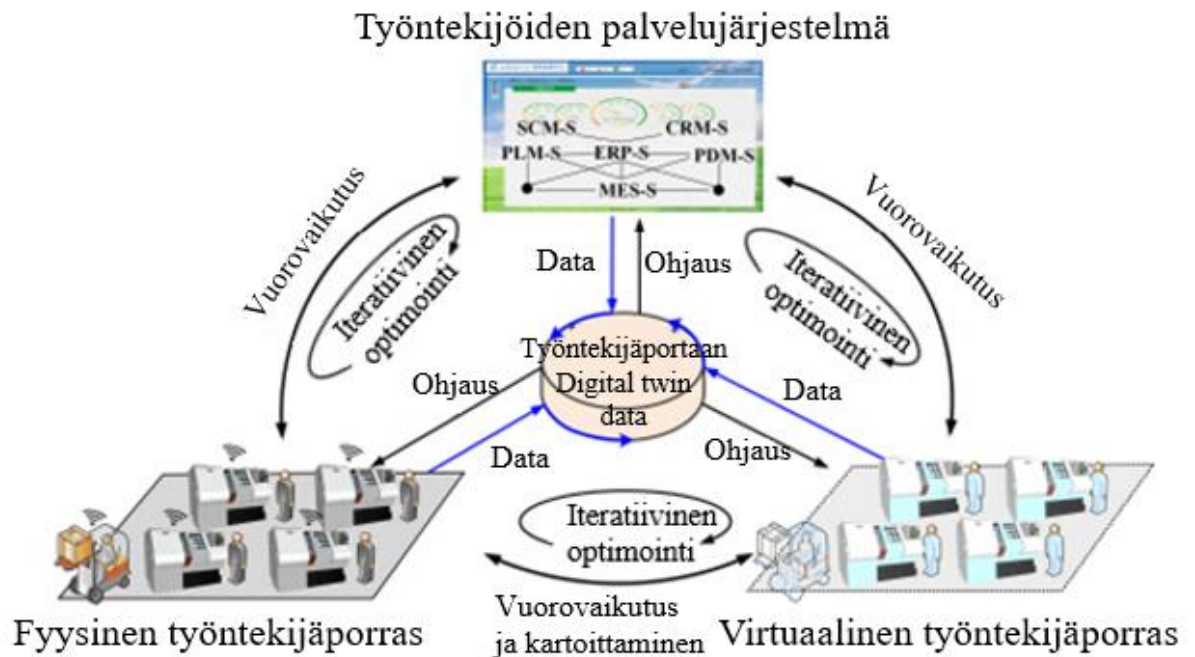 Työntekijöiden palvelujärjestelmä
SCM-S
CRM-S
PLM-S
ERP-S
PDM-S
MES-S
Vuorovaikutus
Iteratiivinen
optimointi
Vuorovaikutus
Iteratiivinen
optimointi
Data
Ohjaus
Työntekijäportaan
Digital twin
data
Ohjaus
Data
Data
Ohjaus
Iteratiivinen
optimointi
Vuorovaikutus
ja kartoittaminen
Fyysinen työntekijäporras
Virtuaalinen työntekijäporras